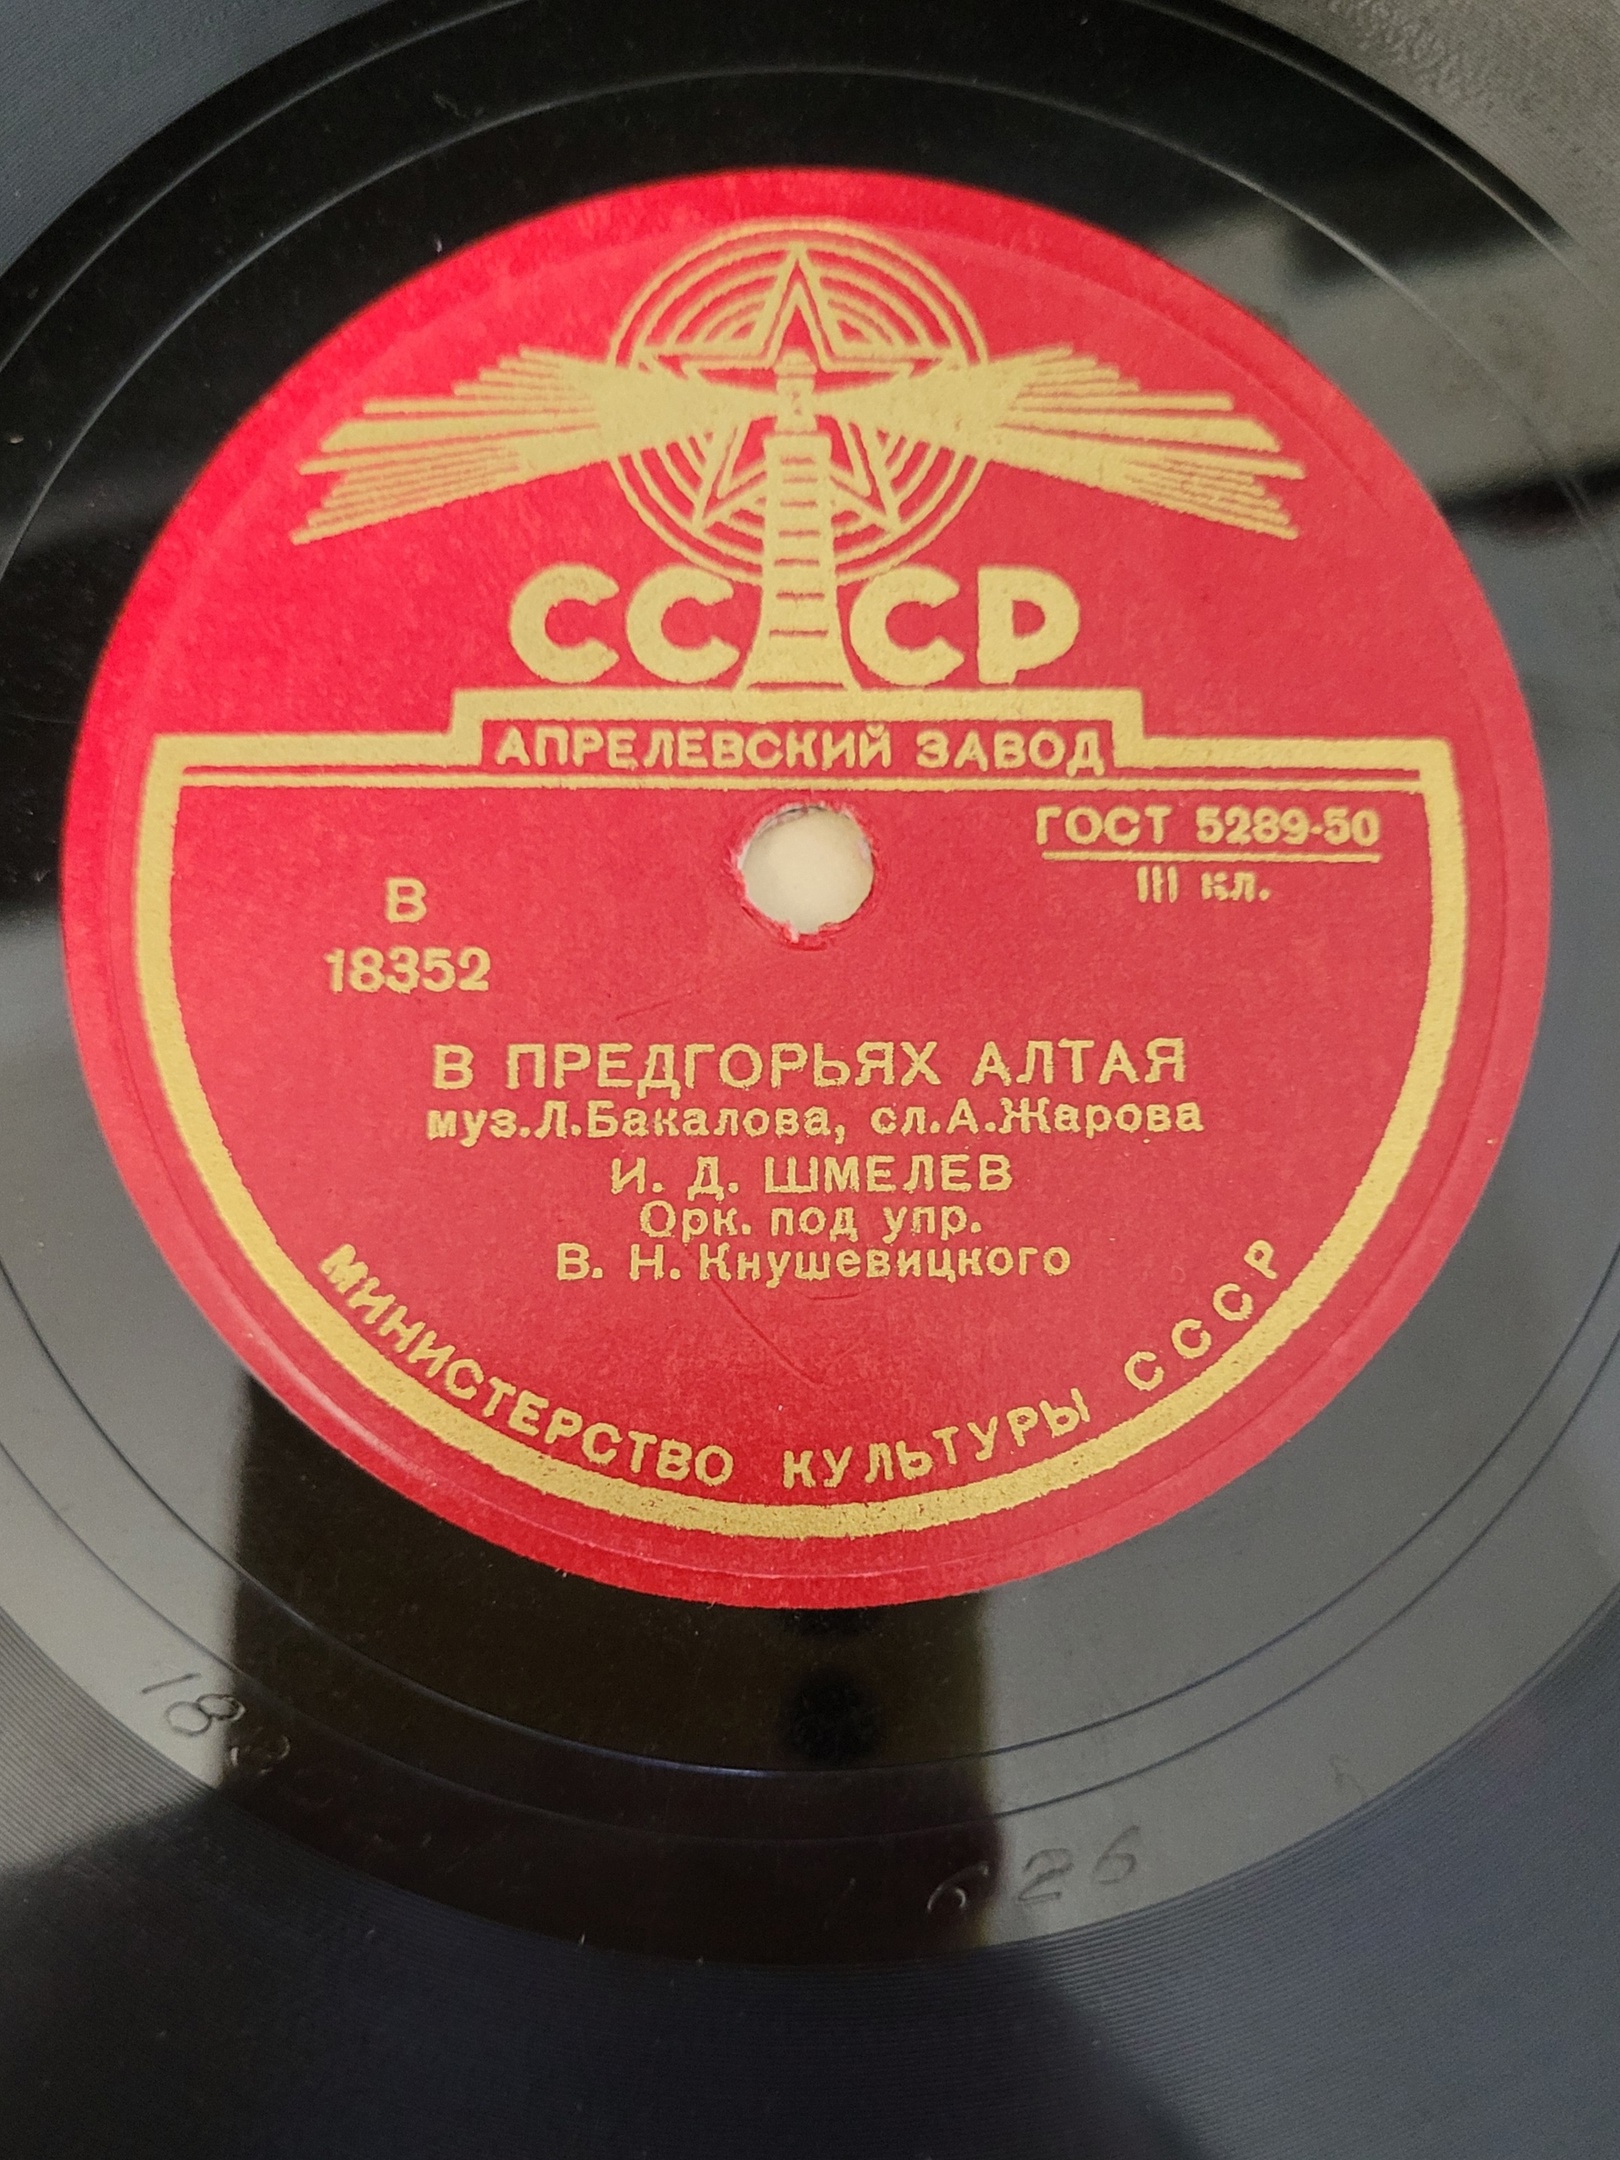 СССР
АПРЕЛЕВСКИЙ ЗАВОД
ГОСТ 5289-50
III кл.
В
18352
В ПРЕДГОРЬЯХ АЛТАЯ
муз.Л.Бакалова, сл.А.Жарова
И. Д. ШМЕЛЕВ
Орк. под упр.
В. Н. Кнушевицкого
МИНИСТЕРСТВО КУЛЬТУРЫ СССР
626